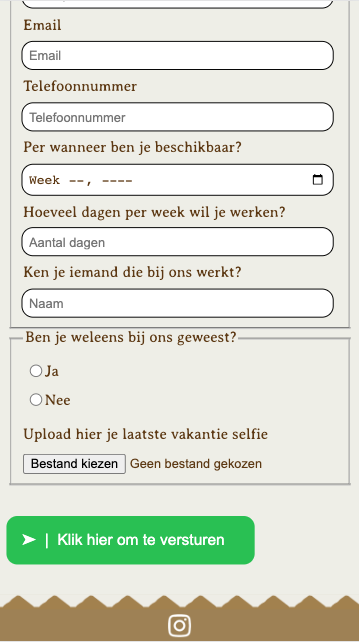 Email
Email
Telefoonnummer
Telefoonnummer
Per wanneer ben je beschikbaar?
Week --, ----
Hoeveel dagen per week wil je werken?
Aantal dagen
Ken je iemand die bij ons werkt?
Naam
Ben je weleens bij ons geweest?
Ja
Nee
Upload hier je laatste vakantie selfie
Bestand kiezen Geen bestand gekozen
➤ | Klik hier om te versturen